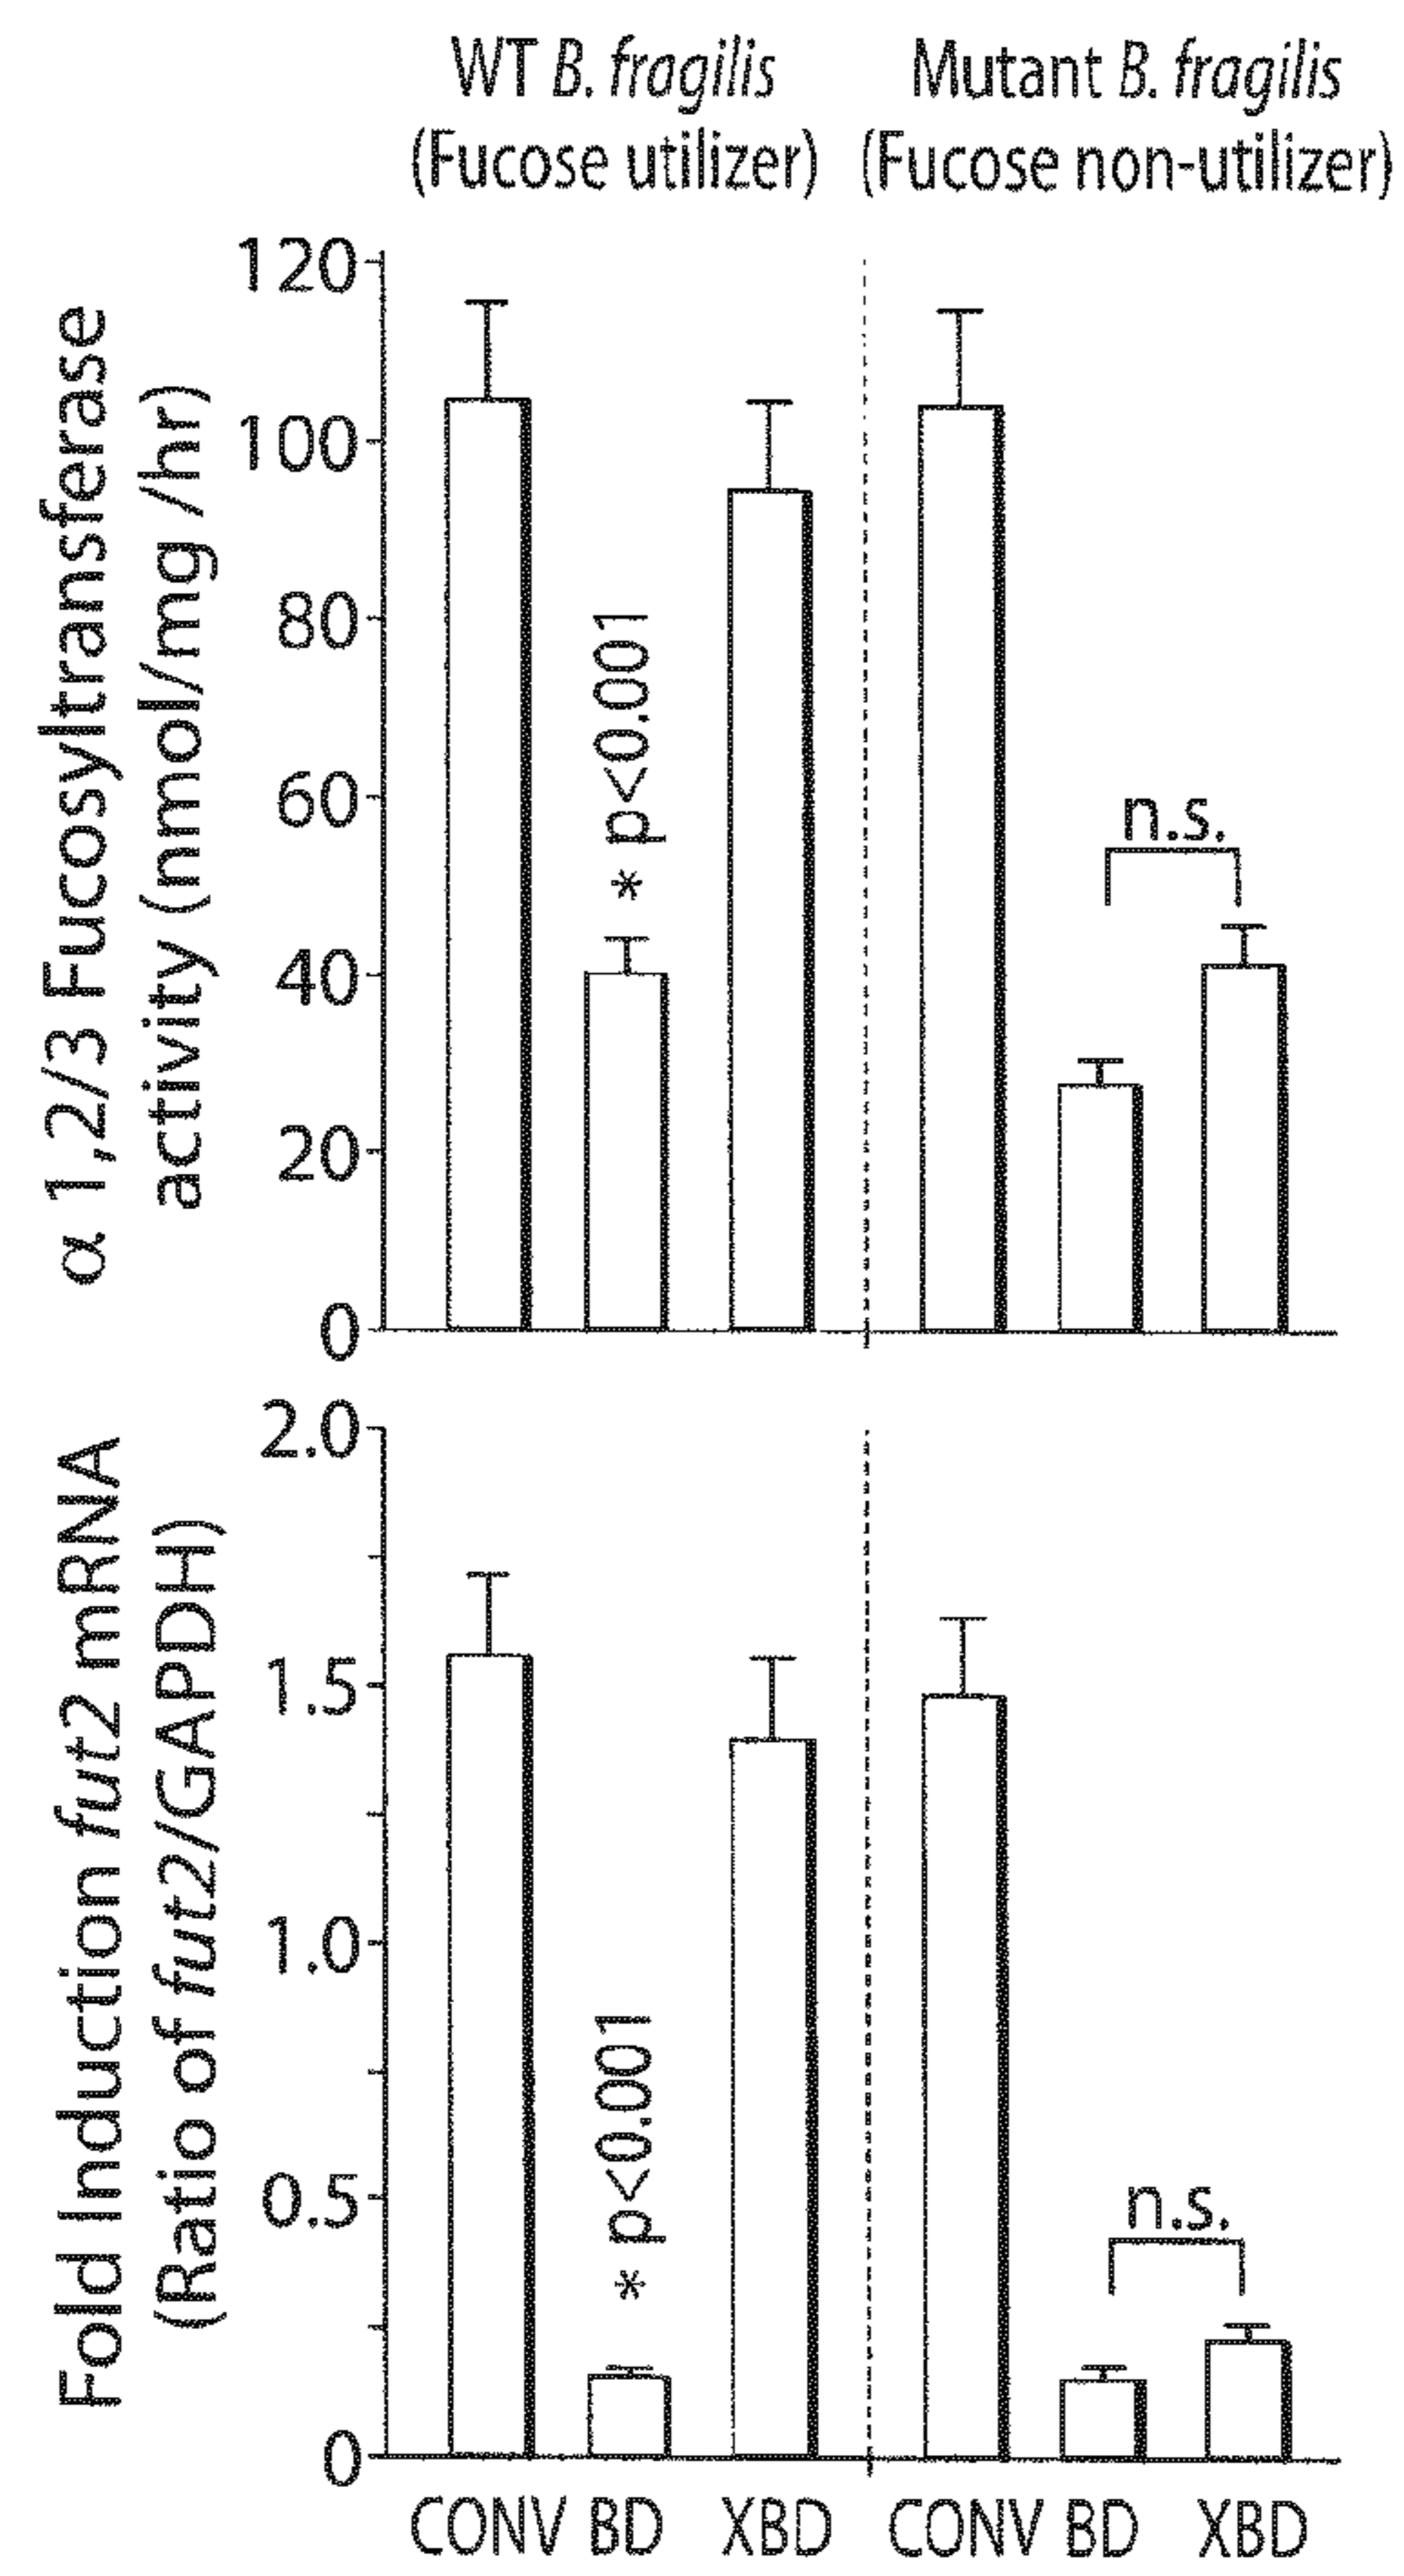 WT B. fragilis
(Fucose utilizer)
Mutant B. fragilis
(Fucose non-utilizer)
α 1,2/3 Fucosyltransferase
activity (nmol/mg /hr)
120
100
80
60
40
20
0
* p<0.001
n.s.
Fold Induction fut2 mRNA
(Ratio of fut2/GAPDH)
2.0
1.5
1.0
0.5
0
* p<0.001
n.s.
CONV BD XBD CONV BD XBD